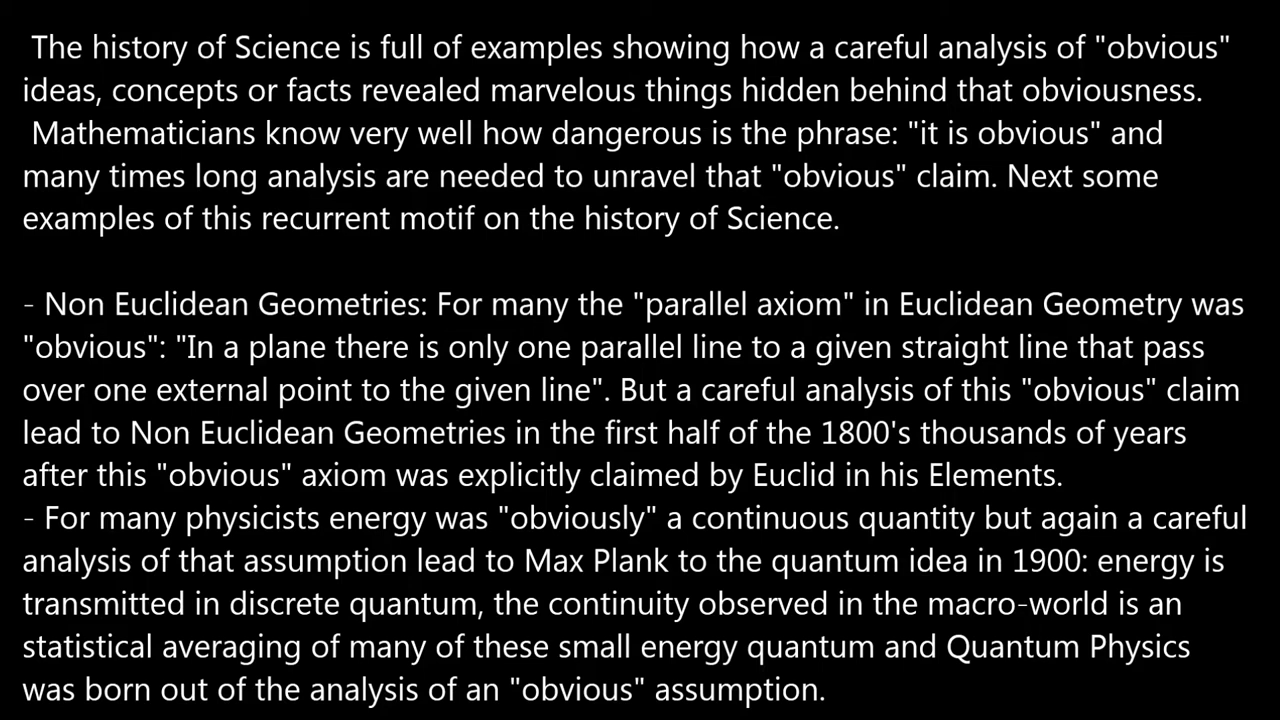 The history of Science is full of examples showing how a careful analysis of "obvious"
ideas, concepts or facts revealed marvelous things hidden behind that obviousness.
Mathematicians know very well how dangerous is the phrase: "it is obvious" and
many times long analysis are needed to unravel that "obvious" claim. Next some
examples of this recurrent motif on the history of Science.
- Non Euclidean Geometries: For many the "parallel axiom" in Euclidean Geometry was
"obvious": "In a plane there is only one parallel line to a given straight line that pass
over one external point to the given line". But a careful analysis of this "obvious" claim
lead to Non Euclidean Geometries in the first half of the 1800's thousands of years
after this "obvious" axiom was explicitly claimed by Euclid in his Elements.
- For many physicists energy was "obviously" a continuous quantity but again a careful
analysis of that assumption lead to Max Plank to the quantum idea in 1900: energy is
transmitted in discrete quantum, the continuity observed in the macro-world is an
statistical averaging of many of these small energy quantum and Quantum Physics
was born out of the analysis of an "obvious" assumption.